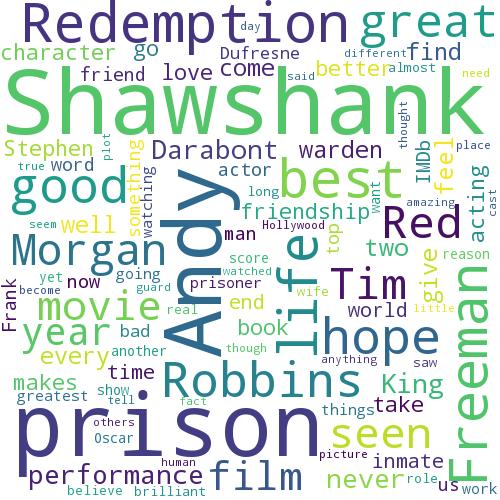 day
Redemption
great
character
go
Dufresne
different
find
friend
love
come
better
almost
said
need
Shawshank
Stephen
word
plot
true
something
watching
Darabont
warden
thought
IMDb
feel
acting
place
actor
good
best
long
want
amazing
cast
friendship
well
Andy
man
Hollywood
top
Red
seem
Morgan
life
two
reason
score
yet
going
watched
Tim
give
Freeman
Frank
now
become
guard
prisoner
movie
real
end
wife
world
little
year
bad
book
hope
another
though
every
time
anything
saw
makes
show
Robbins
King
greatest
tell
fact
things
take
prison
others
Oscar
seen
human
picture
inmate
performance
film
never
role
us
believe
brilliant
work